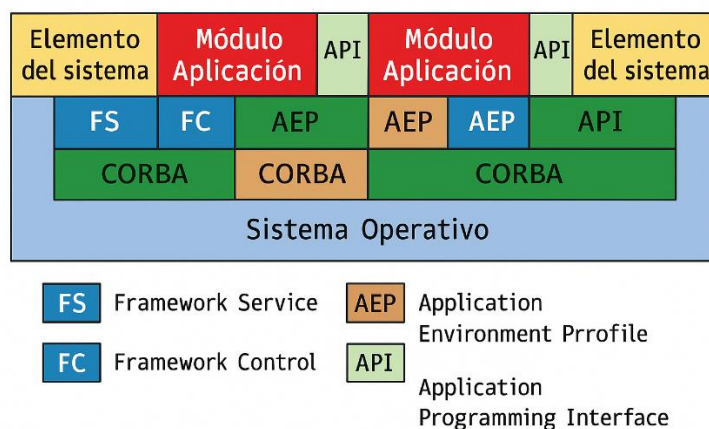 Elemento
del sistema
Módulo
Aplicación
API
Módulo
Aplicación
API
Elemento
del sistema
FS
FC
AEP
AEP
AEP
API
CORBA
CORBA
CORBA
Sistema Operativo
FS
Framework Service
AEP
Application
Environment Prrofile
FC
Framework Control
API
Application
Programming Interface